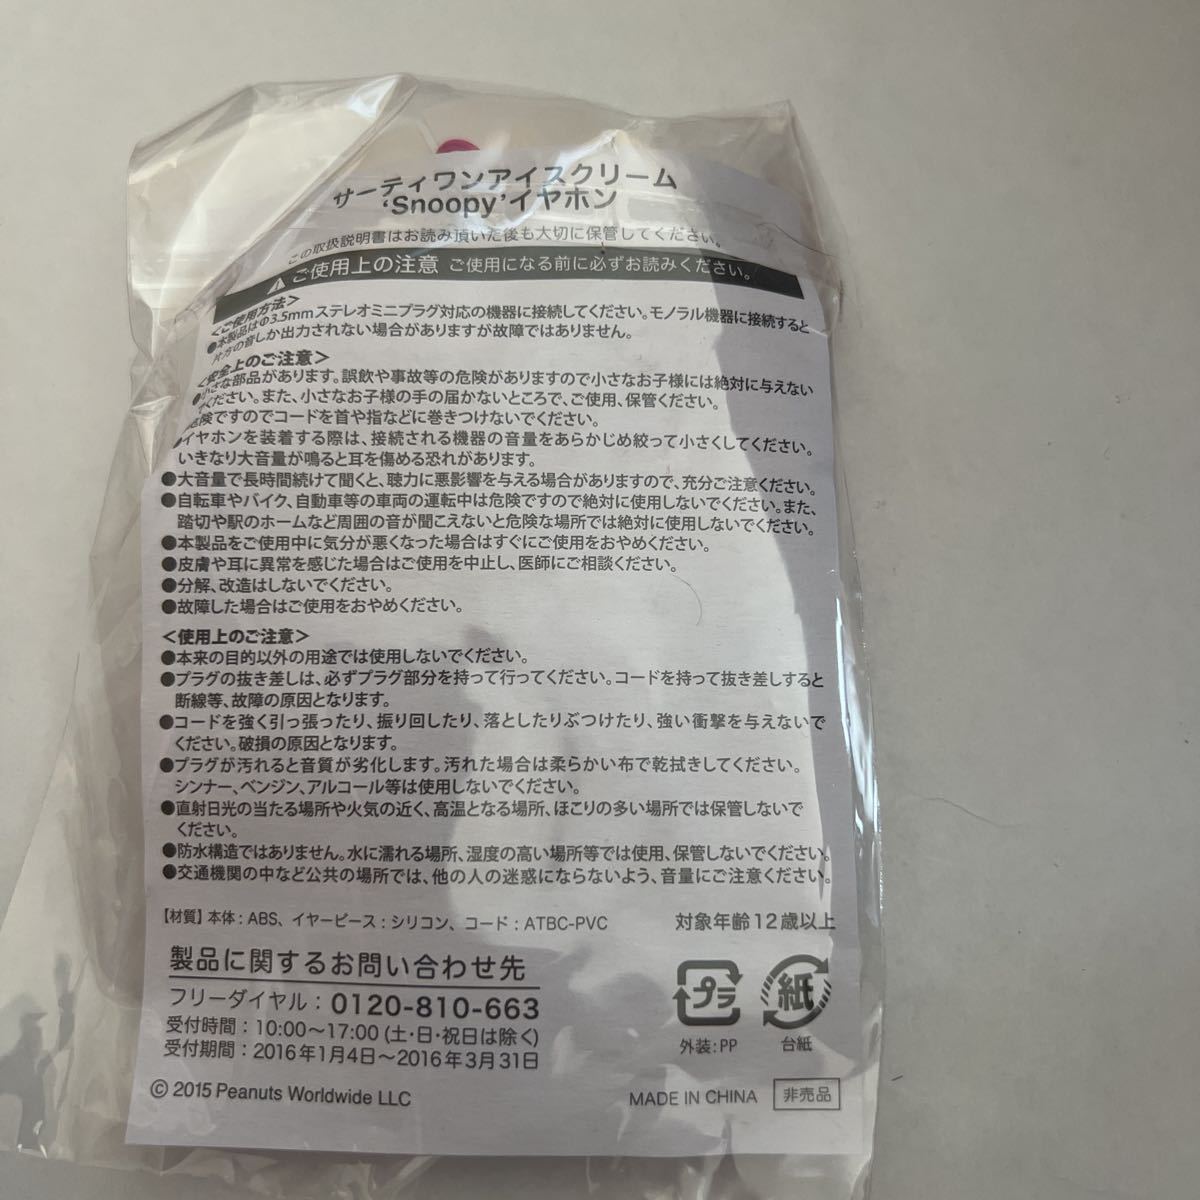 サーティワンアイスクリーム
‘Snoopy’イヤホン
この取扱説明書はお読み頂いた後も大切に保管してください。
ご使用上の注意 ご使用になる前に必ずお読みください。
＜ご使用方法＞
●本製品はΦ3.5mmステレオミニプラグ対応の機器に接続してください。モノラル機器に接続すると
片方の音しか出力されない場合がありますが故障ではありません。
＜安全上のご注意＞
●小さな部品があります。誤飲や事故等の危険がありますので小さなお子様には絶対に与えない
でください。また、小さなお子様の手の届かないところで、ご使用、保管ください。
危険ですのでコードを首や指などに巻きつけないでください。
●イヤホンを装着する際は、接続される機器の音量をあらかじめ絞って小さくしてください。
いきなり大音量が鳴ると耳を傷める恐れがあります。
●大音量で長時間続けて聞くと、聴力に悪影響を与える場合がありますので、充分ご注意ください。
●自転車やバイク、自動車等の車両の運転中は危険ですので絶対に使用しないでください。また、
踏切や駅のホームなど周囲の音が聞こえないと危険な場所では絶対に使用しないでください。
●本製品をご使用中に気分が悪くなった場合はすぐにご使用をおやめください。
●皮膚や耳に異常を感じた場合はご使用を中止し、医師にご相談ください。
●分解、改造はしないでください。
●故障した場合はご使用をおやめください。
＜使用上のご注意＞
●本来の目的以外の用途では使用しないでください。
●プラグの抜き差しは、必ずプラグ部分を持って行ってください。コードを持って抜き差しすると
断線等、故障の原因となります。
●コードを強く引っ張ったり、振り回したり、落としたりぶつけたり、強い衝撃を与えないで
ください。破損の原因となります。
●プラグが汚れると音質が劣化します。汚れた場合は柔らかい布で乾拭きしてください。
シンナー、ベンジン、アルコール等は使用しないでください。
●直射日光の当たる場所や火気の近く、高温となる場所、ほこりの多い場所では保管しないで
ください。
●防水構造ではありません。水に濡れる場所、湿度の高い場所等では使用、保管しないでください。
●交通機関の中など公共の場所では、他の人の迷惑にならないよう、音量にご注意ください。
【材質】本体：ABS、イヤーピース：シリコン、コード：ATBC-PVC 対象年齢12歳以上
製品に関するお問い合わせ先
フリーダイヤル：0120-810-663
受付時間：10:00～17:00 (土・日・祝日は除く)
受付期間：2016年1月4日～2016年3月31日
プラ
外装：PP
紙
台紙
© 2015 Peanuts Worldwide LLC
MADE IN CHINA 非売品